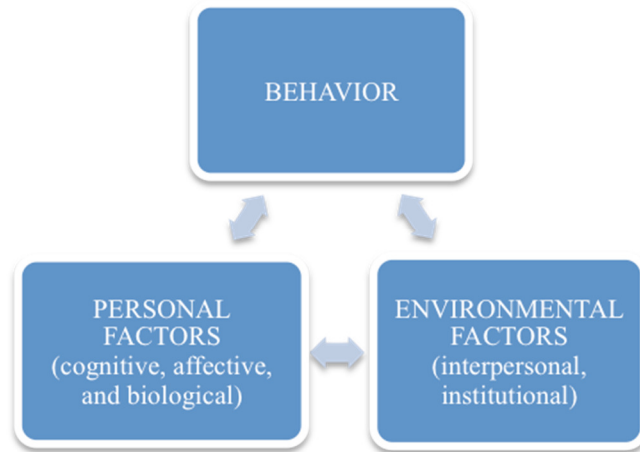 BEHAVIOR
PERSONAL
FACTORS
(cognitive, affective,
and biological)
ENVIRONMENTAL
FACTORS
(interpersonal,
institutional)